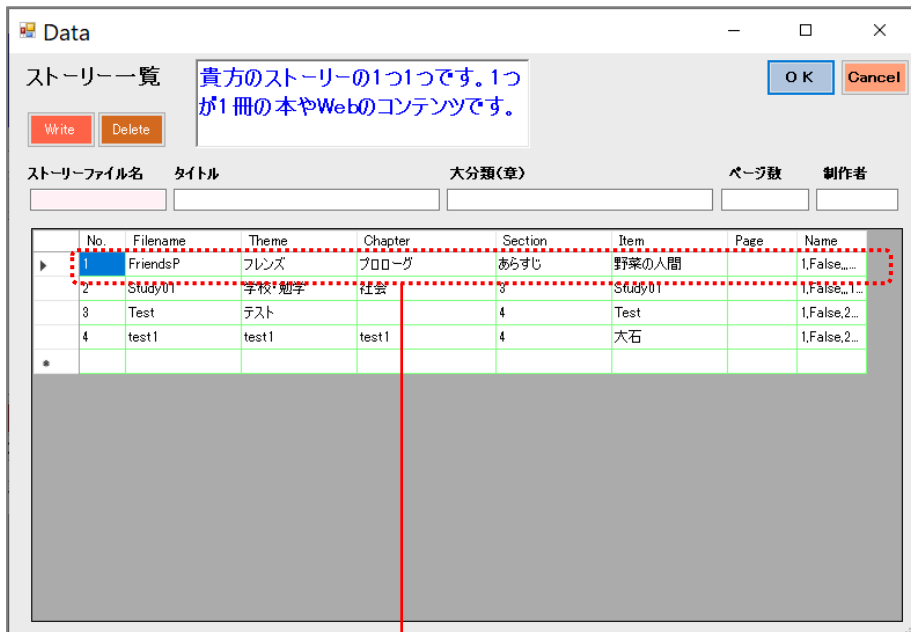 Data
ストーリー一覧
貴方のストーリーの1つ1つです。1つ
が1冊の本やWebのコンテンツです。
OK Cancel
Write Delete
ストーリーファイル名 タイトル 大分類(章) ページ数 制作者
No. Filename Theme Chapter Section Item Page Name
1 FriendsP フレンズ プローグ あらすじ 野菜の人間 1,False,,...
2 Study01 学校・勉学 社会 3 Study01 1,False,,,1...
3 Test テスト 4 Test 1,False,2...
4 test1 test1 test1 4 大石 1,False,2...